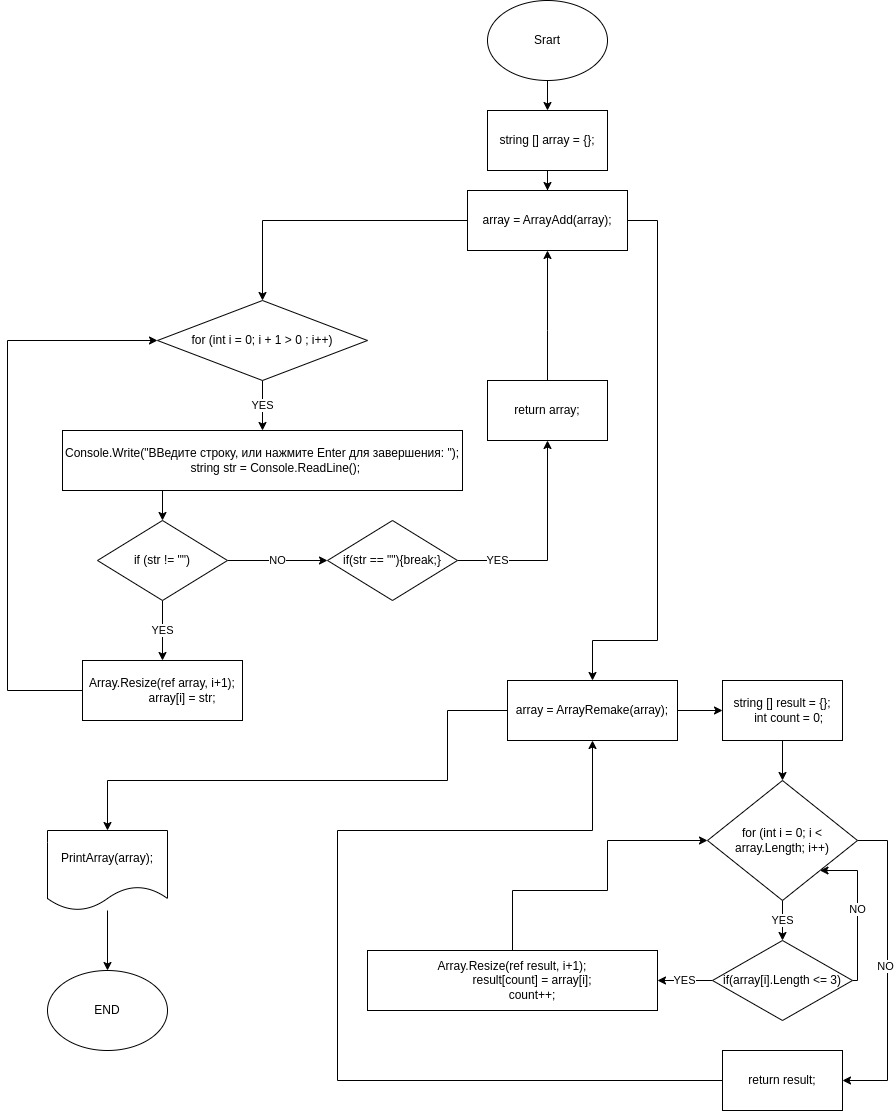 Srart
string [] array = {};
array = ArrayAdd(array);
for (int i = 0; i + 1 > 0 ; i++)
YES
return array;
Console.Write("ВВедите строку, или нажмите Enter для завершения: ");
string str = Console.ReadLine();
if (str != "")
NO
if(str == ""){break;}
YES
YES
Array.Resize(ref array, i+1);
array[i] = str;
array = ArrayRemake(array);
string [] result = {};
int count = 0;
PrintArray(array);
for (int i = 0; i <
array.Length; i++)
NO
YES
NO
Array.Resize(ref result, i+1);
result[count] = array[i];
count++;
YES
if(array[i].Length <= 3)
END
return result;